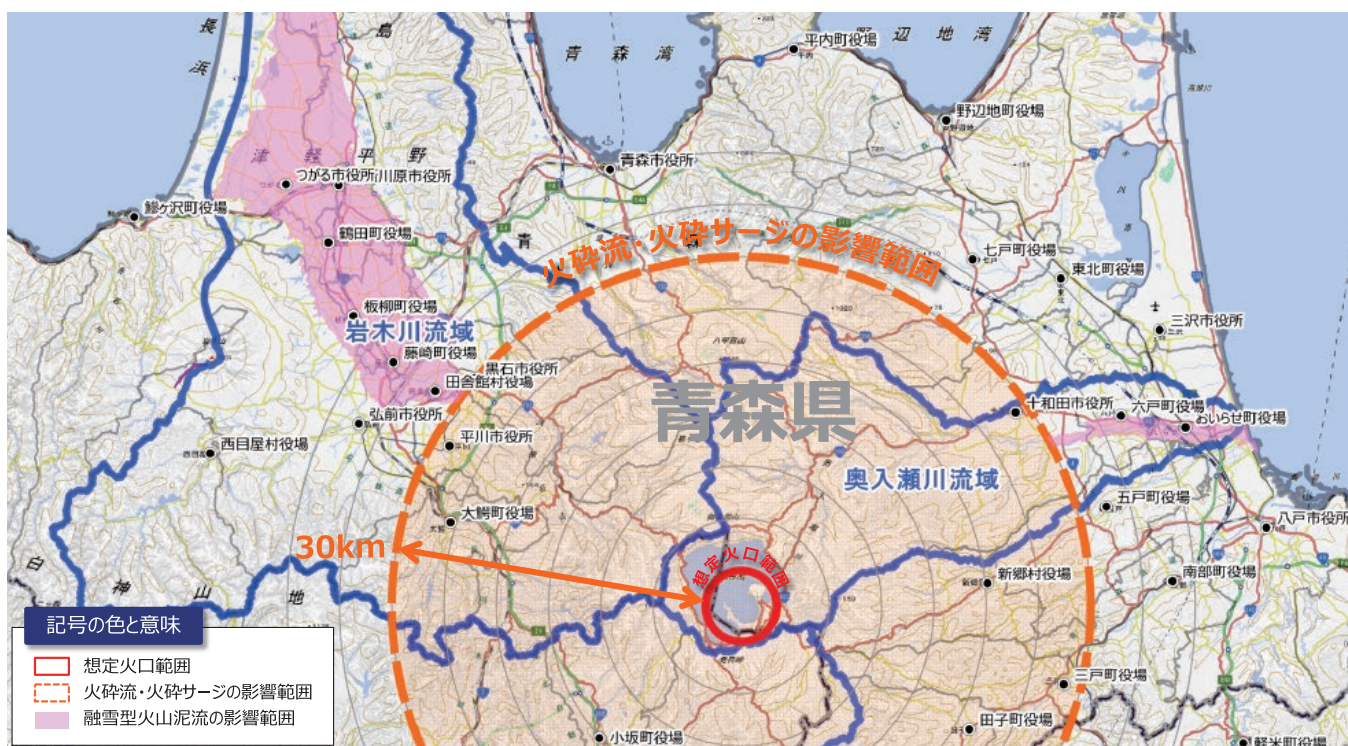 長
浜
島
青森湾
野辺地湾
平内町役場
野辺地町役場
青森市役所
津軽平野
つがる市役所
川原市役所
鰺ヶ沢町役場
鶴田町役場
青
火砕流・火砕サージの影響範囲
七戸町役場
東北町役場
板柳町役場
岩木川流域
三沢市役所
藤崎町役場
黒石市役所
田舎館村役場
八甲田山
青森県
弘前市役所
十和田市役所
六戸町役場
おいらせ町役場
平川市役所
西目屋村役場
奥入瀬川流域
五戸町役場
大鰐町役場
八戸市役所
30km
想定火口範囲
新郷村役場
南部町役場
白神山地
記号の色と意味
想定火口範囲
火砕流・火砕サージの影響範囲
融雪型火山泥流の影響範囲
三戸町役場
田子町役場
小坂町役場
軽米町役場